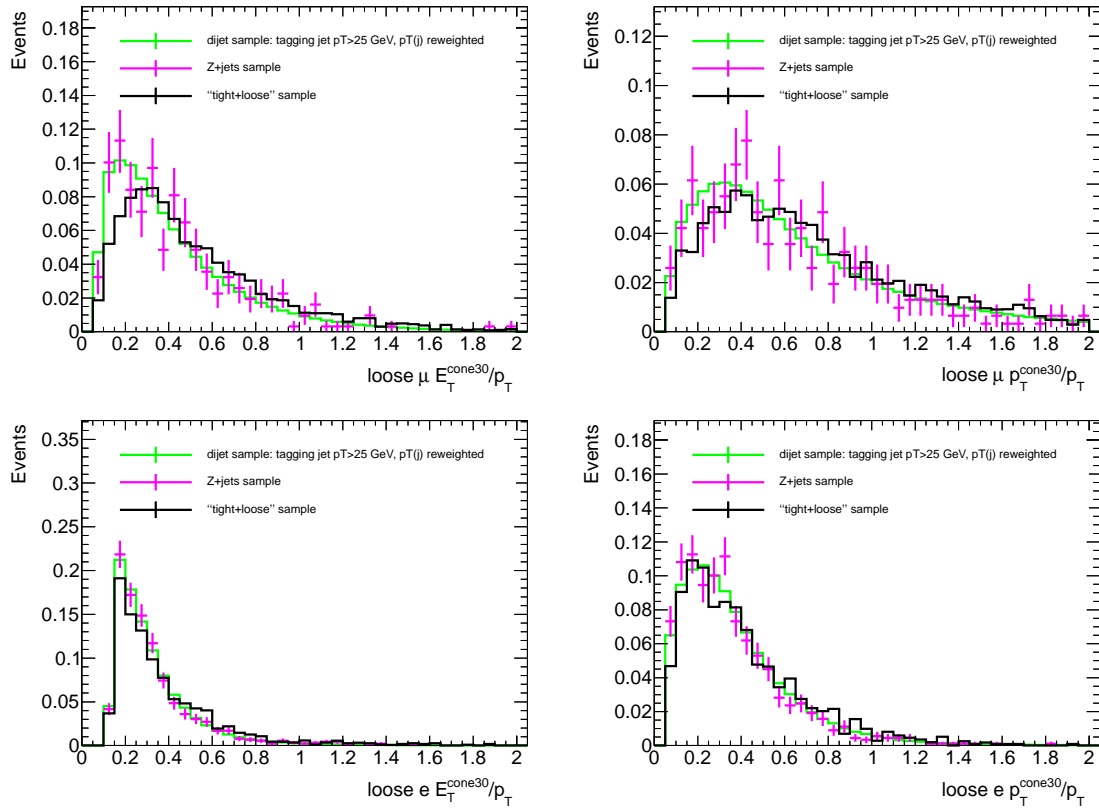 Events
0.18
0.16
0.14
0.12
0.1
0.08
0.06
0.04
0.02
0
dijet sample: tagging jet pT>25 GeV, pT(j) reweighted
Z+jets sample
“tight+loose” sample
0 0.2 0.4 0.6 0.8 1 1.2 1.4 1.6 1.8 2
loose μ E_T^cone30/p_T
Events
0.12
0.1
0.08
0.06
0.04
0.02
0
dijet sample: tagging jet pT>25 GeV, pT(j) reweighted
Z+jets sample
“tight+loose” sample
0 0.2 0.4 0.6 0.8 1 1.2 1.4 1.6 1.8 2
loose μ p_T^cone30/p_T
Events
0.35
0.3
0.25
0.2
0.15
0.1
0.05
0
dijet sample: tagging jet pT>25 GeV, pT(j) reweighted
Z+jets sample
“tight+loose” sample
0 0.2 0.4 0.6 0.8 1 1.2 1.4 1.6 1.8 2
loose e E_T^cone30/p_T
Events
0.18
0.16
0.14
0.12
0.1
0.08
0.06
0.04
0.02
0
dijet sample: tagging jet pT>25 GeV, pT(j) reweighted
Z+jets sample
“tight+loose” sample
0 0.2 0.4 0.6 0.8 1 1.2 1.4 1.6 1.8 2
loose e p_T^cone30/p_T